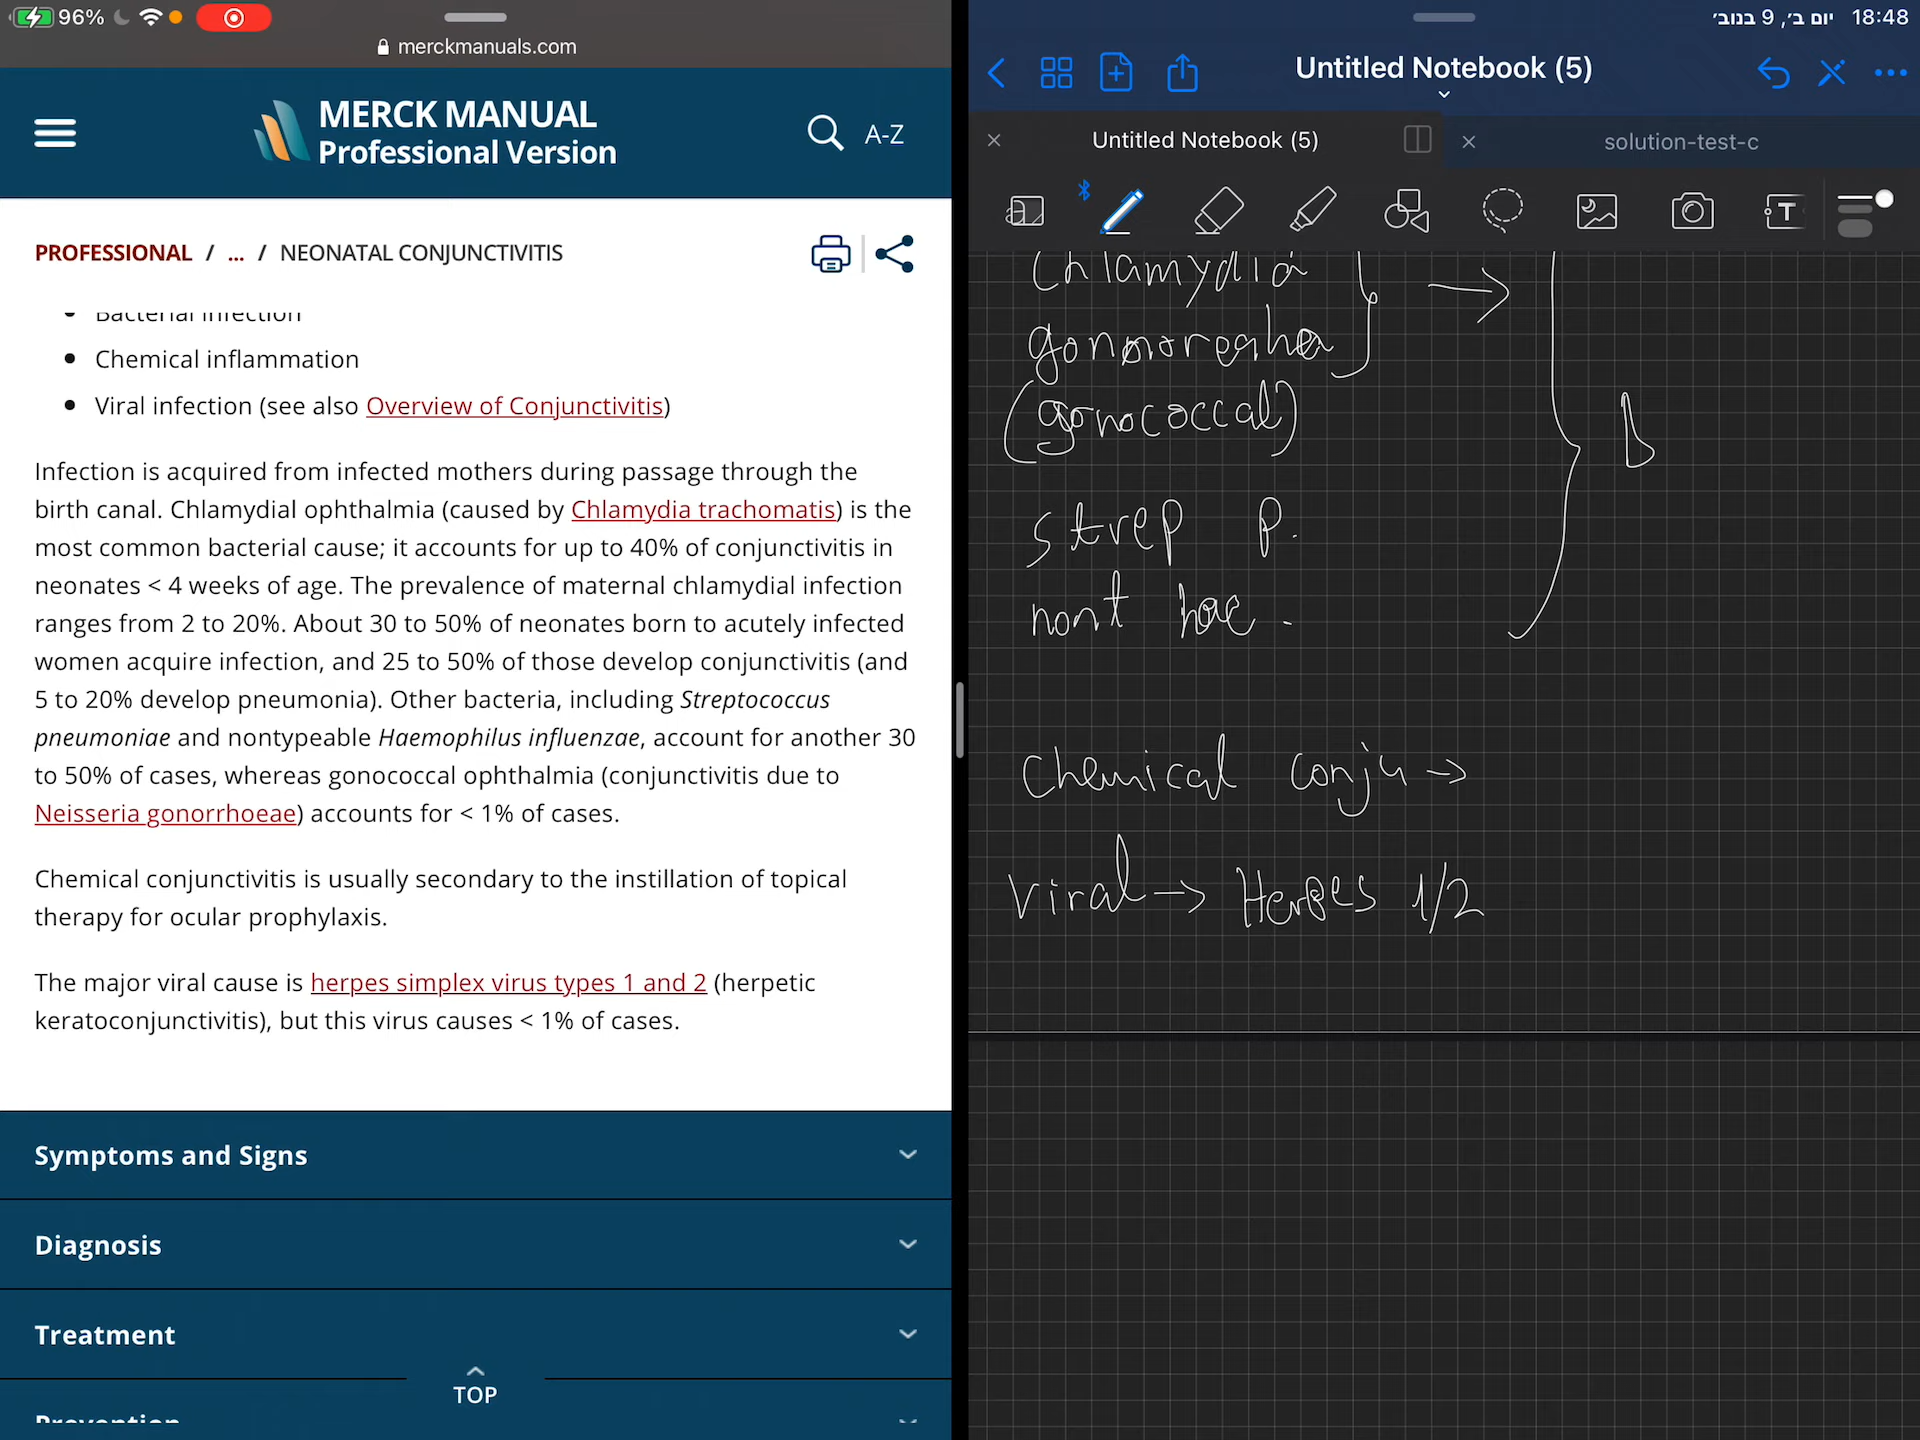 96%
merckmanuals.com
MERCK MANUAL
Professional Version
A-Z
PROFESSIONAL / ... / NEONATAL CONJUNCTIVITIS
Bacterial infection
Chemical inflammation
Viral infection (see also Overview of Conjunctivitis)
Infection is acquired from infected mothers during passage through the
birth canal. Chlamydial ophthalmia (caused by Chlamydia trachomatis) is the
most common bacterial cause; it accounts for up to 40% of conjunctivitis in
neonates < 4 weeks of age. The prevalence of maternal chlamydial infection
ranges from 2 to 20%. About 30 to 50% of neonates born to acutely infected
women acquire infection, and 25 to 50% of those develop conjunctivitis (and
5 to 20% develop pneumonia). Other bacteria, including Streptococcus
pneumoniae and nontypeable Haemophilus influenzae, account for another 30
to 50% of cases, whereas gonococcal ophthalmia (conjunctivitis due to
Neisseria gonorrhoeae) accounts for < 1% of cases.
Chemical conjunctivitis is usually secondary to the instillation of topical
therapy for ocular prophylaxis.
The major viral cause is herpes simplex virus types 1 and 2 (herpetic
keratoconjunctivitis), but this virus causes < 1% of cases.
Symptoms and Signs
Diagnosis
Treatment
TOP
Prevention
18:48 יום ב׳, 9 בנוב׳
Untitled Notebook (5)
Untitled Notebook (5)
solution-test-c
Chlamydia
(gonococcal)
strep p.
nont hae.
Chemical conju →
Viral → Herpes 1/2